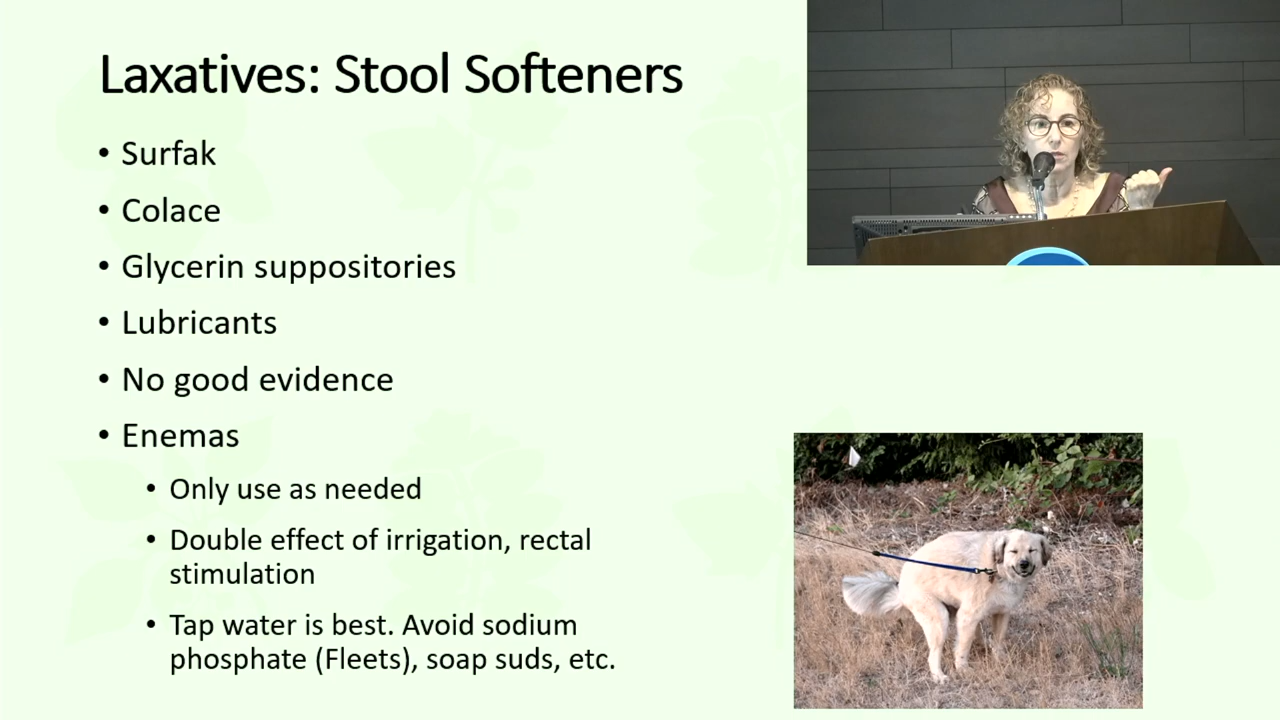 Laxatives: Stool Softeners
• Surfak
• Colace
• Glycerin suppositories
• Lubricants
• No good evidence
• Enemas
• Only use as needed
• Double effect of irrigation, rectal
stimulation
• Tap water is best. Avoid sodium
phosphate (Fleets), soap suds, etc.